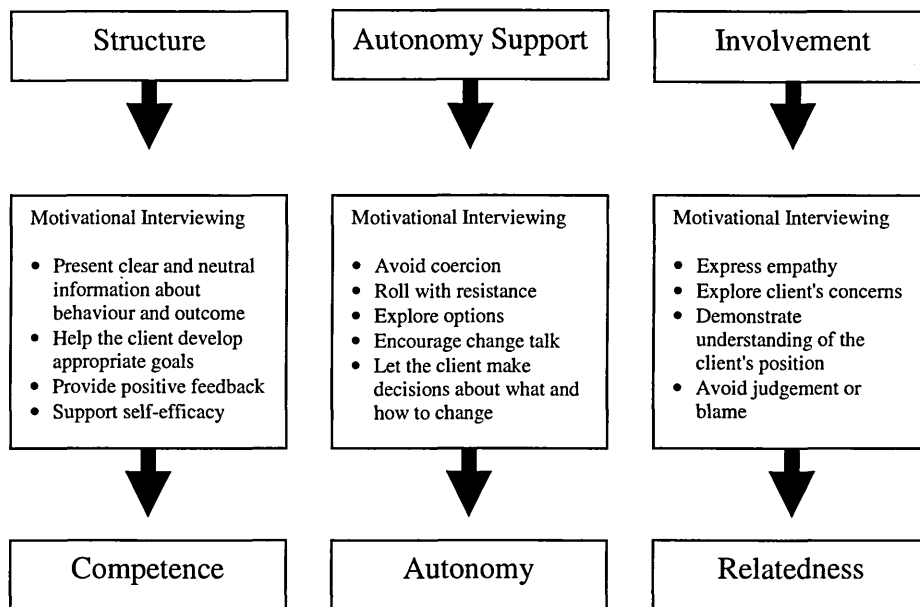 Structure
Autonomy Support
Involvement
Motivational Interviewing
• Present clear and neutral
information about
behaviour and outcome
• Help the client develop
appropriate goals
• Provide positive feedback
• Support self-efficacy
Motivational Interviewing
• Avoid coercion
• Roll with resistance
• Explore options
• Encourage change talk
• Let the client make
decisions about what and
how to change
Motivational Interviewing
• Express empathy
• Explore client's concerns
• Demonstrate
understanding of the
client's position
• Avoid judgement or
blame
Competence
Autonomy
Relatedness